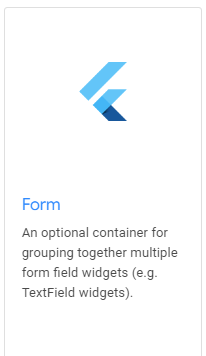 Form
An optional container for
grouping together multiple
form field widgets (e.g.
TextField widgets).